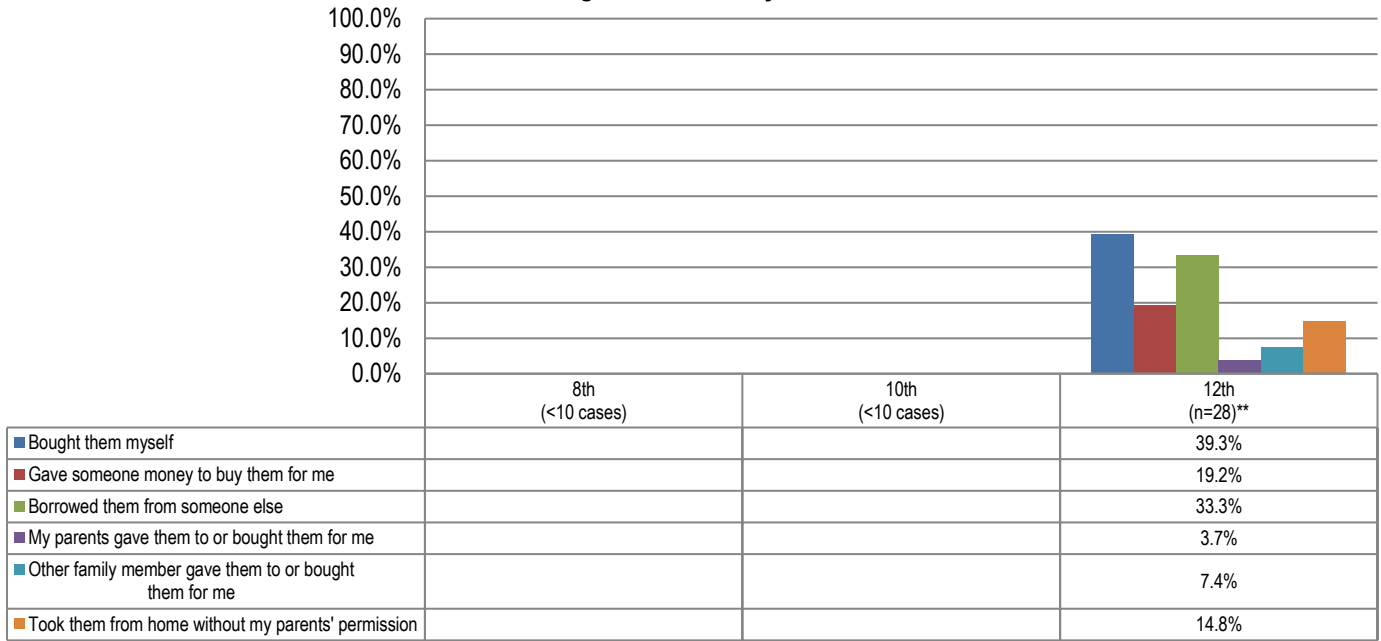 100.0%
90.0%
80.0%
70.0%
60.0%
50.0%
40.0%
30.0%
20.0%
10.0%
0.0%
8th
(<10 cases)
10th
(<10 cases)
12th
(n=28)**
Bought them myself 39.3%
Gave someone money to buy them for me 19.2%
Borrowed them from someone else 33.3%
My parents gave them to or bought them for me 3.7%
Other family member gave them to or bought
them for me 7.4%
Took them from home without my parents' permission 14.8%